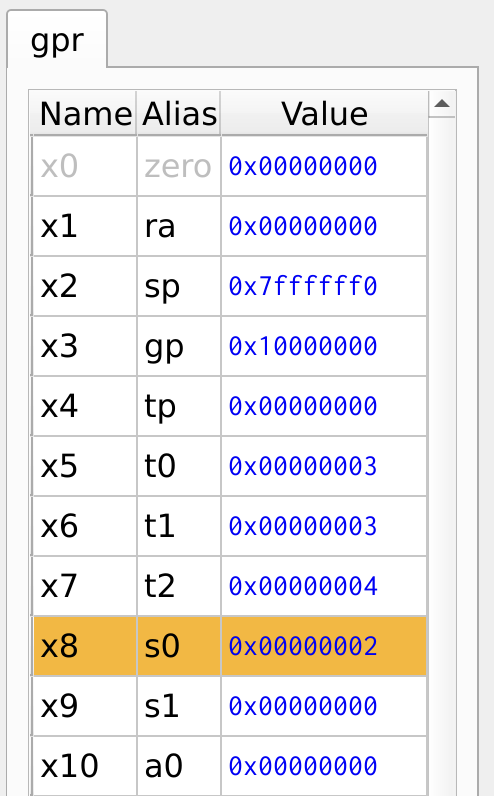 gpr
Name Alias Value
x0 zero 0x00000000
x1 ra 0x00000000
x2 sp 0x7ffffff0
x3 gp 0x10000000
x4 tp 0x00000000
x5 t0 0x00000003
x6 t1 0x00000003
x7 t2 0x00000004
x8 s0 0x00000002
x9 s1 0x00000000
x10 a0 0x00000000